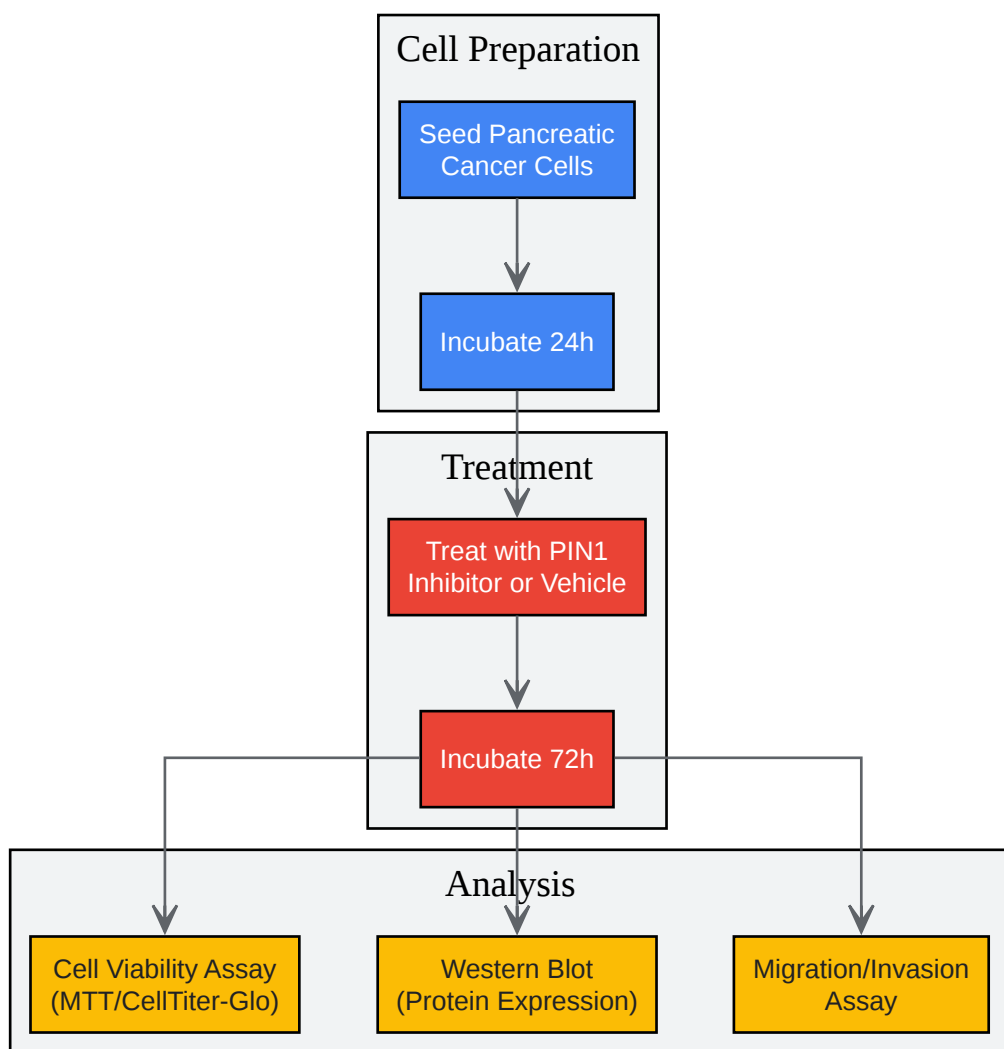 Cell Preparation
Seed Pancreatic
Cancer Cells
Incubate 24h
Treatment
Treat with PIN1
Inhibitor or Vehicle
Incubate 72h
Analysis
Cell Viability Assay
(MTT/CellTiter-Glo)
Western Blot
(Protein Expression)
Migration/Invasion
Assay